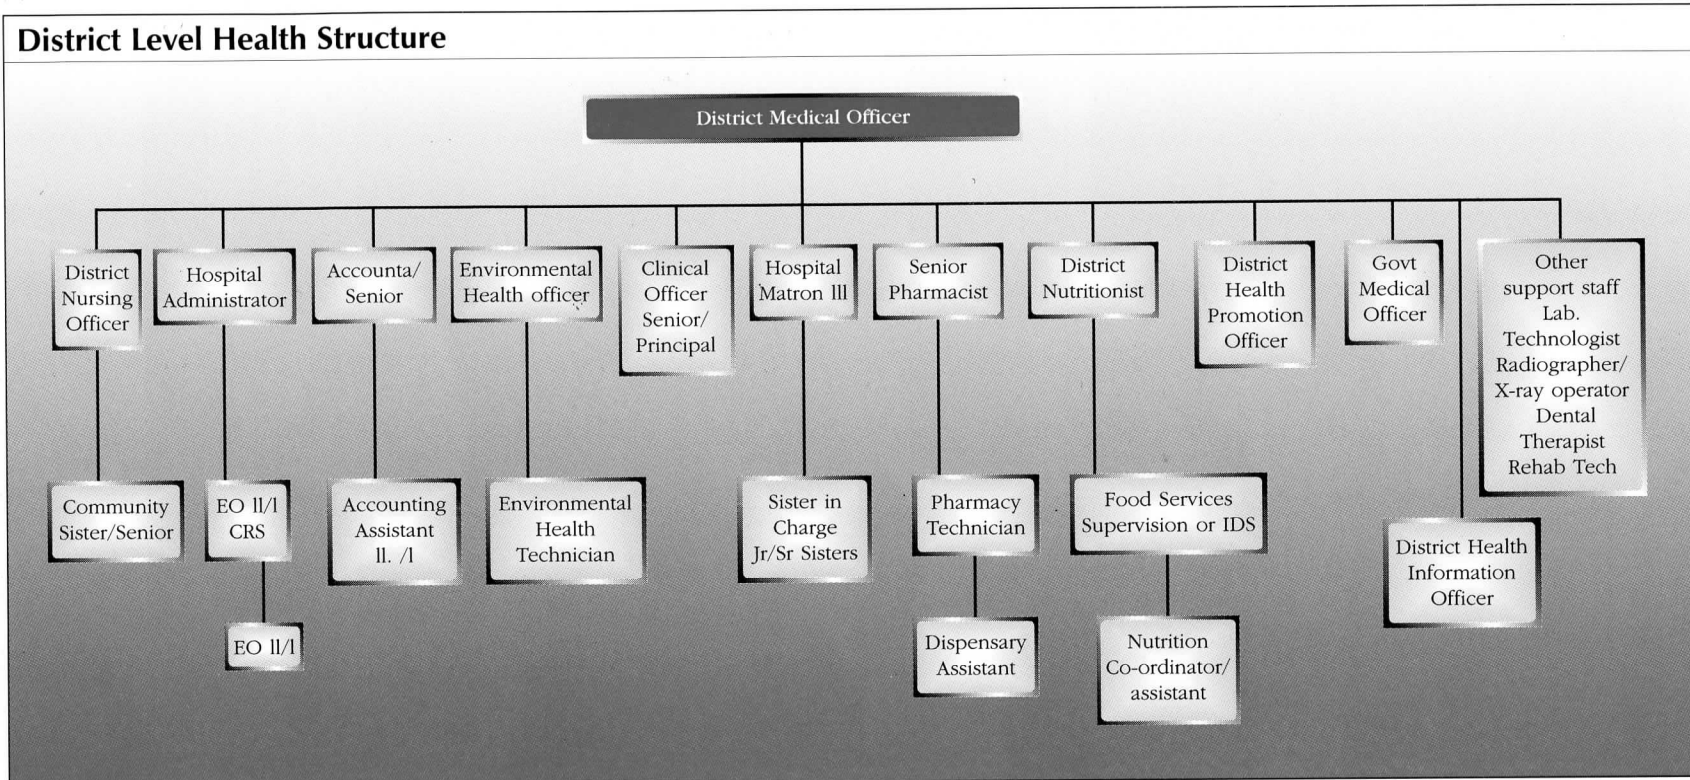 District Level Health Structure
District Medical Officer
District
Nursing
Officer
Hospital
Administrator
Accounta/
Senior
Environmental
Health officer
Clinical
Officer
Senior/
Principal
Hospital
Matron lll
Senior
Pharmacist
District
Nutritionist
District
Health
Promotion
Officer
Govt
Medical
Officer
Other
support staff
Lab.
Technologist
Radiographer/
X-ray operator
Dental
Therapist
Rehab Tech
Community
Sister/Senior
EO ll/l
CRS
Accounting
Assistant
ll. /l
Environmental
Health
Technician
Sister in
Charge
Jr/Sr Sisters
Pharmacy
Technician
Food Services
Supervision or IDS
District Health
Information
Officer
EO ll/l
Dispensary
Assistant
Nutrition
Co-ordinator/
assistant